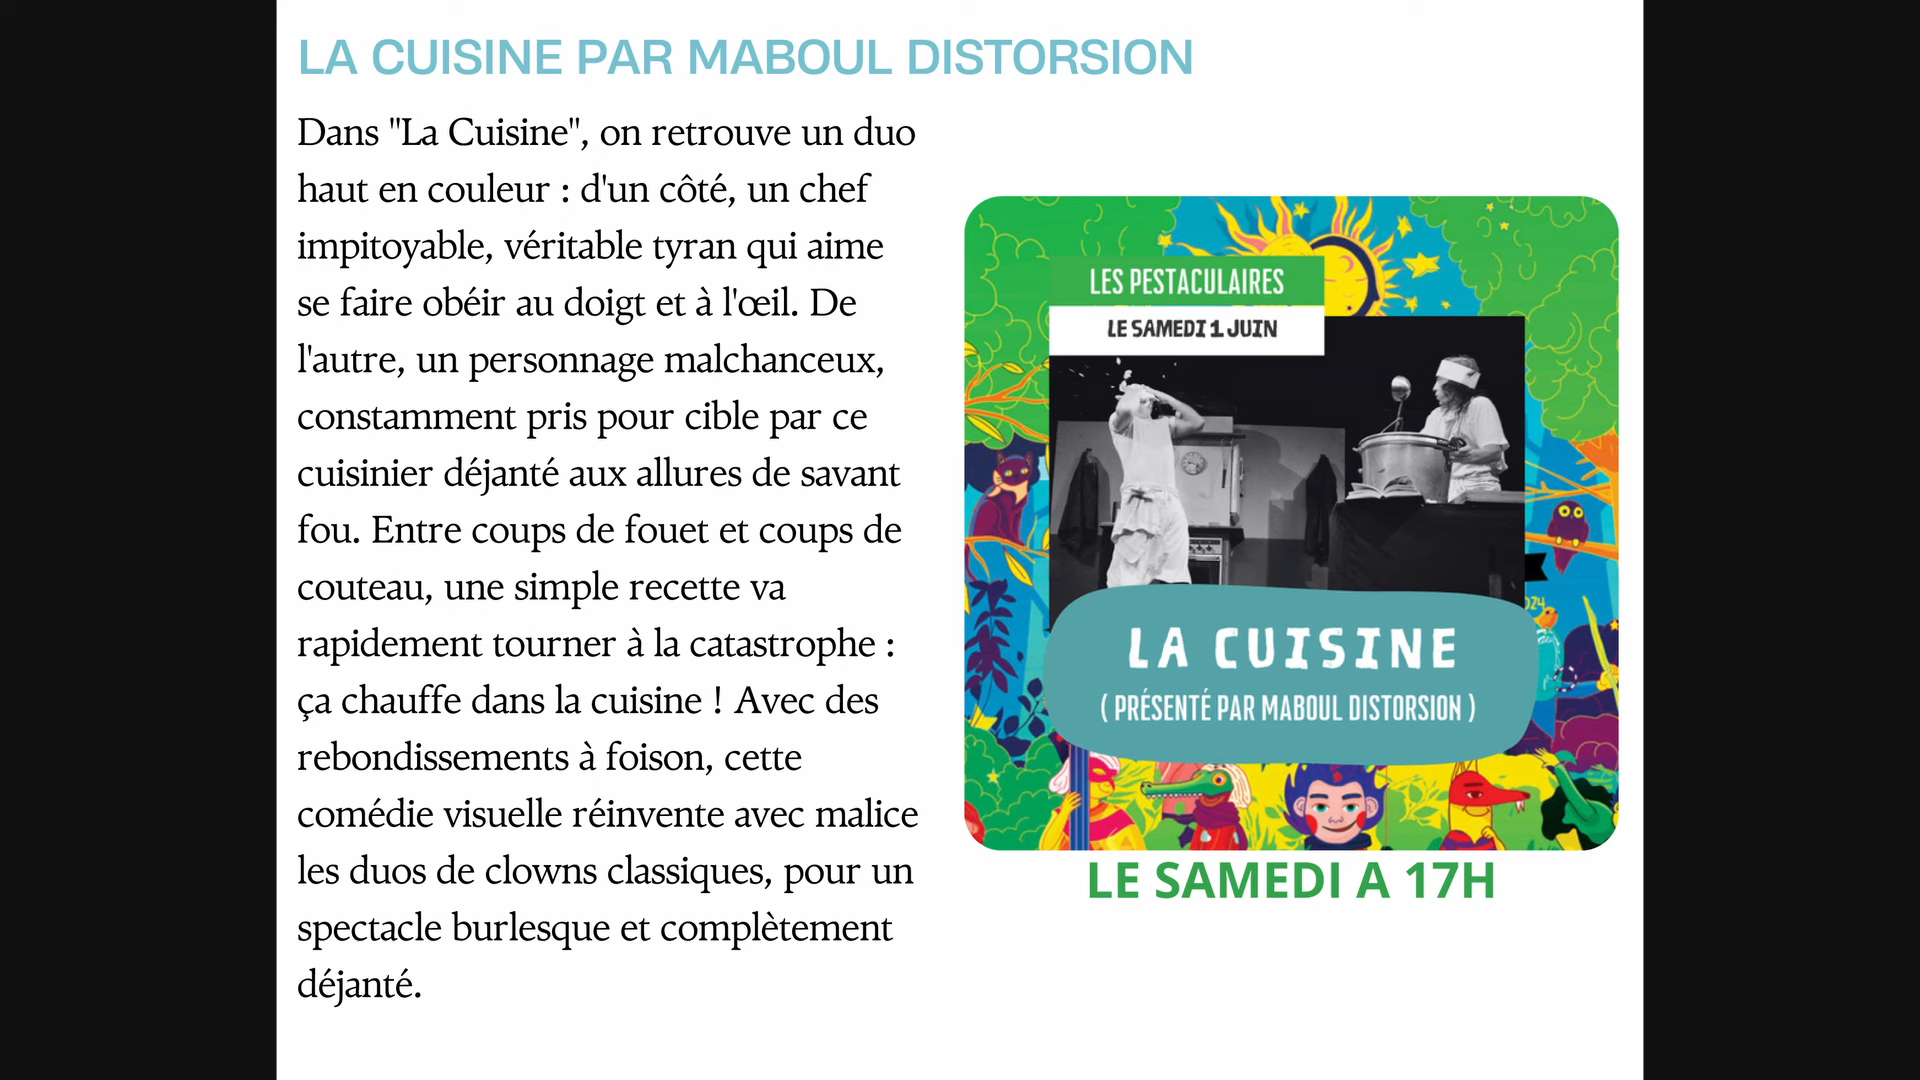 LA CUISINE PAR MABOUL DISTORSION
Dans "La Cuisine", on retrouve un duo
haut en couleur : d'un côté, un chef
impitoyable, véritable tyran qui aime
se faire obéir au doigt et à l'œil. De
l'autre, un personnage malchanceux,
constamment pris pour cible par ce
cuisinier déjanté aux allures de savant
fou. Entre coups de fouet et coups de
couteau, une simple recette va
rapidement tourner à la catastrophe :
ça chauffe dans la cuisine ! Avec des
rebondissements à foison, cette
comédie visuelle réinvente avec malice
les duos de clowns classiques, pour un
spectacle burlesque et complètement
déjanté.
LES PESTACULAIRES
LE SAMEDI 1 JUIN
LA CUISINE
( PRÉSENTÉ PAR MABOUL DISTORSION )
LE SAMEDI A 17H